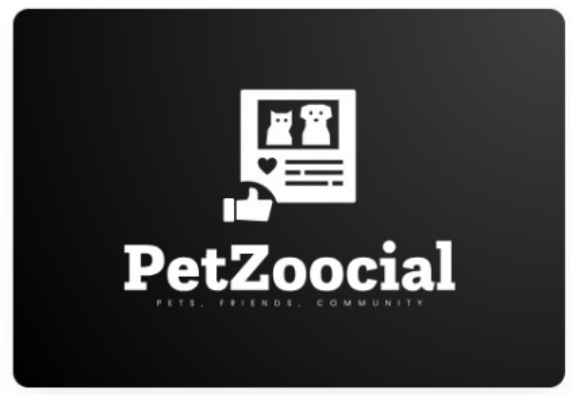 PetZoocial
PETS. FRIENDS. COMMUNITY